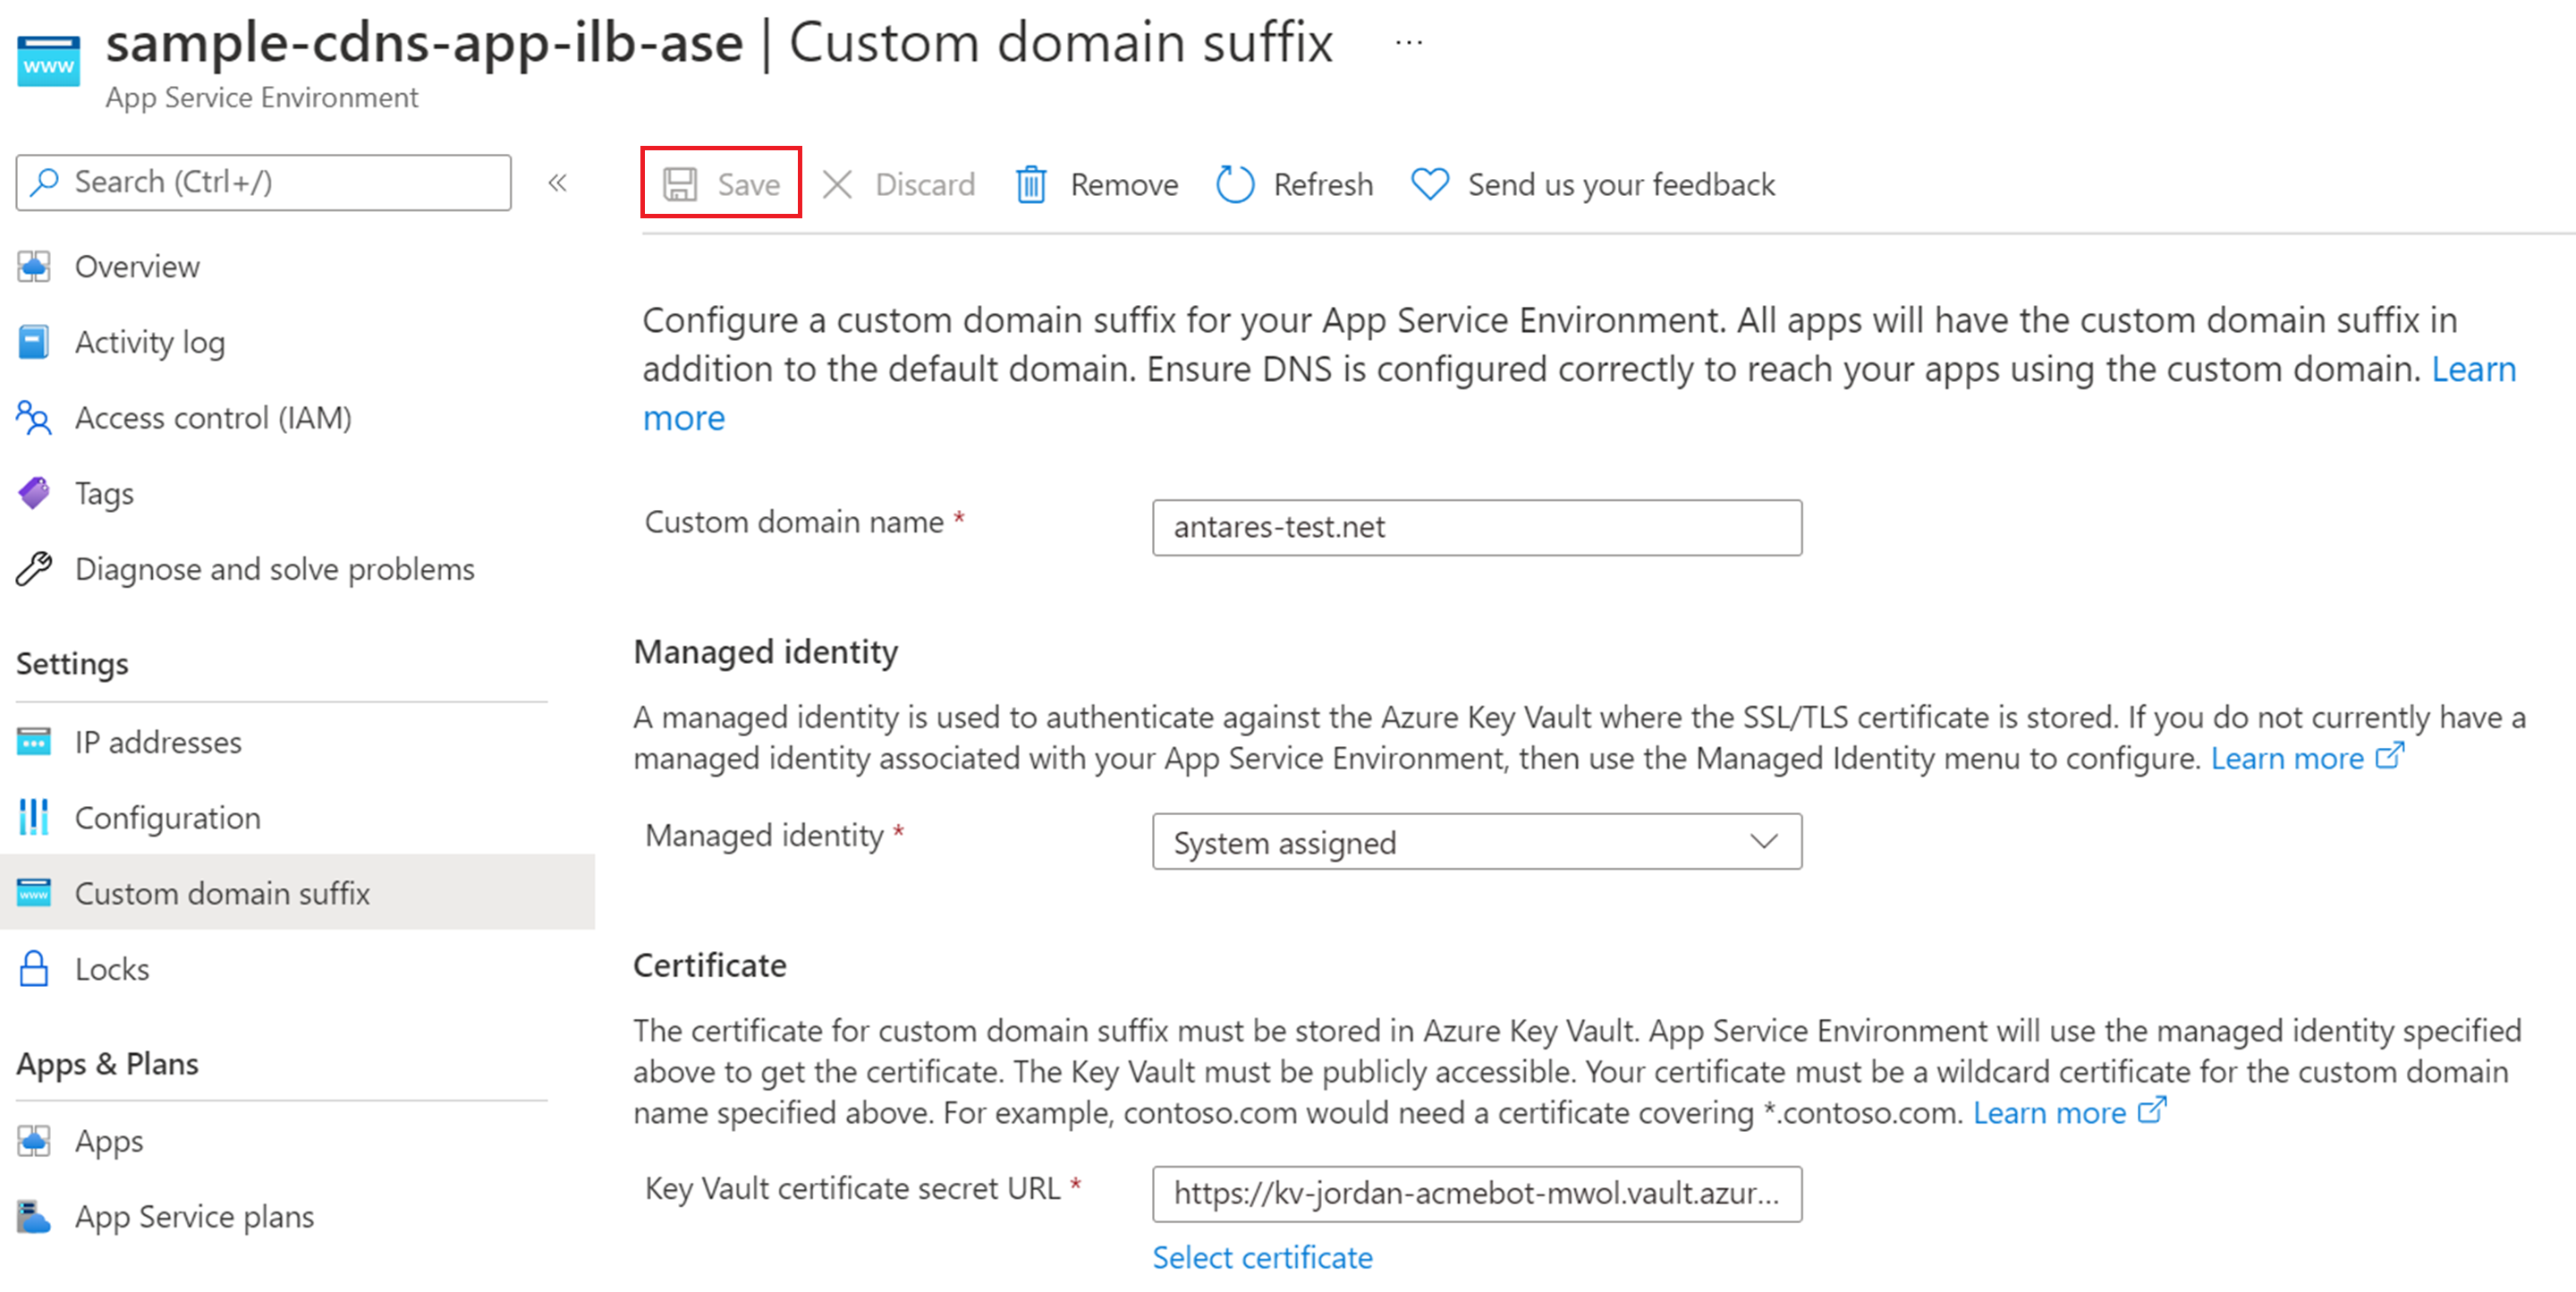 sample-cdns-app-ilb-ase | Custom domain suffix ...
www
App Service Environment
Search (Ctrl+/)
«
Overview
Activity log
Access control (IAM)
Tags
Diagnose and solve problems
Settings
IP addresses
Configuration
www
Custom domain suffix
Locks
Apps & Plans
Apps
App Service plans
Save Discard Remove Refresh Send us your feedback
Configure a custom domain suffix for your App Service Environment. All apps will have the custom domain suffix in
addition to the default domain. Ensure DNS is configured correctly to reach your apps using the custom domain. Learn
more
Custom domain name *
antares-test.net
Managed identity
A managed identity is used to authenticate against the Azure Key Vault where the SSL/TLS certificate is stored. If you do not currently have a
managed identity associated with your App Service Environment, then use the Managed Identity menu to configure. Learn more
Managed identity *
System assigned
Certificate
The certificate for custom domain suffix must be stored in Azure Key Vault. App Service Environment will use the managed identity specified
above to get the certificate. The Key Vault must be publicly accessible. Your certificate must be a wildcard certificate for the custom domain
name specified above. For example, contoso.com would need a certificate covering *.contoso.com. Learn more
Key Vault certificate secret URL *
https://kv-jordan-acmebot-mwol.vault.azur...
Select certificate